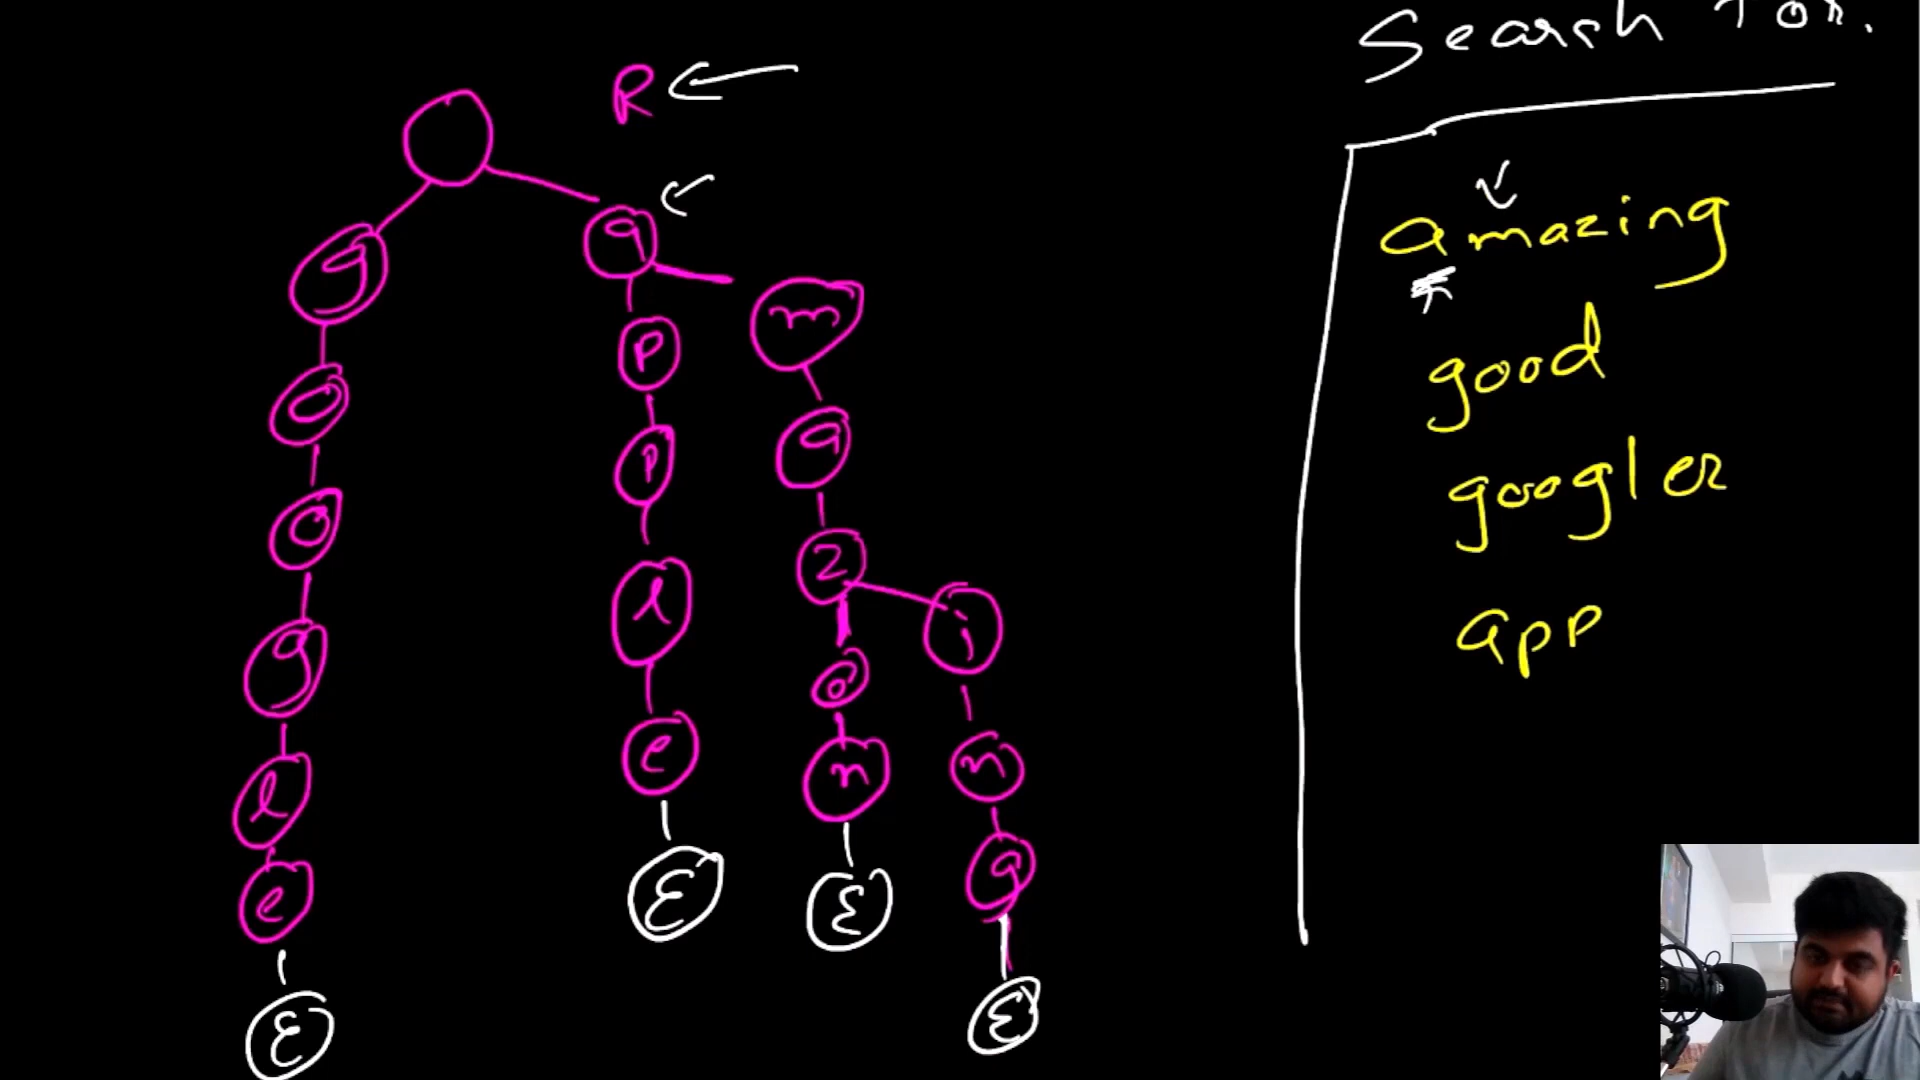 Search for.
R
amazing
g
a
m
good
o
p
a
o
p
z
googler
g
l
o
i
app
l
e
n
n
e
ε
ε
g
ε
ε